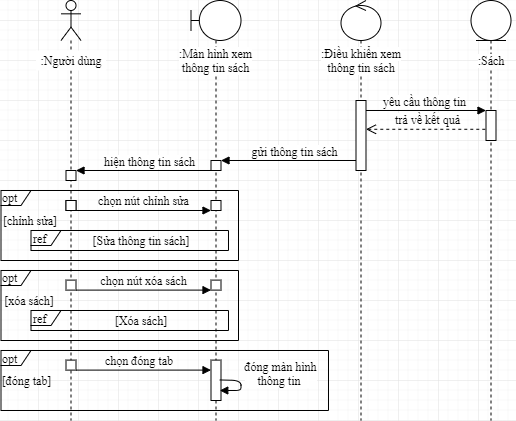 :Người dùng
:Màn hình xem
thông tin sách
:Điều khiển xem
thông tin sách
:Sách
yêu cầu thông tin
trả về kết quả
gửi thông tin sách
hiện thông tin sách
opt
chọn nút chỉnh sửa
[chỉnh sửa]
ref
[Sửa thông tin sách]
opt
chọn nút xóa sách
[xóa sách]
ref
[Xóa sách]
opt
chọn đóng tab
đóng màn hình
thông tin
[đóng tab]